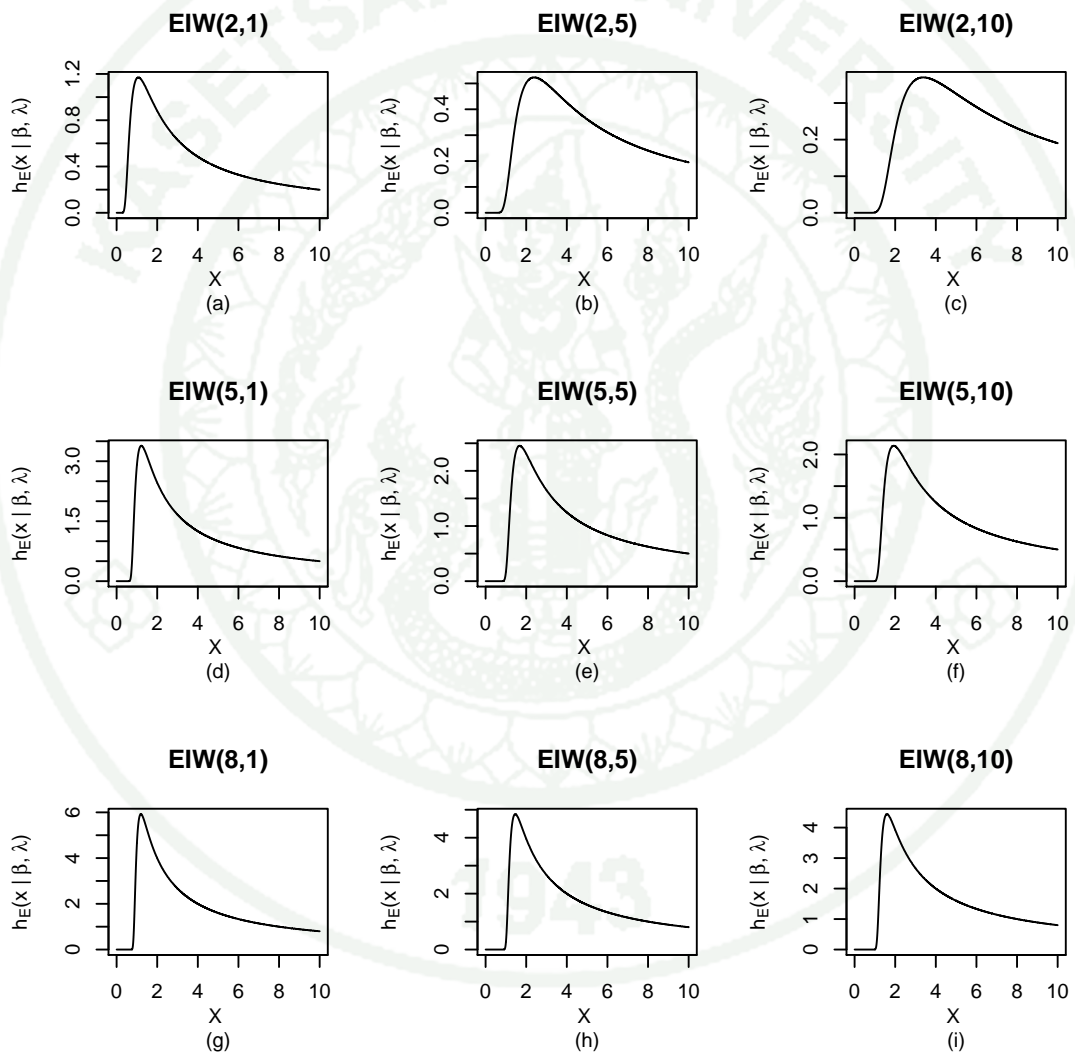 EIW(2,1) EIW(2,5) EIW(2,10)
h_E(x | β, λ) h_E(x | β, λ) h_E(x | β, λ)
0.0 0.4 0.8 1.2
0.0 0.2 0.4
0.0 0.2
0 2 4 6 8 10 0 2 4 6 8 10 0 2 4 6 8 10
X X X
(a) (b) (c)
EIW(5,1) EIW(5,5) EIW(5,10)
h_E(x | β, λ) h_E(x | β, λ) h_E(x | β, λ)
0.0 1.5 3.0
0.0 1.0 2.0
0.0 1.0 2.0
0 2 4 6 8 10 0 2 4 6 8 10 0 2 4 6 8 10
X X X
(d) (e) (f)
EIW(8,1) EIW(8,5) EIW(8,10)
h_E(x | β, λ) h_E(x | β, λ) h_E(x | β, λ)
0 2 4 6
0 2 4
0 1 2 3 4
0 2 4 6 8 10 0 2 4 6 8 10 0 2 4 6 8 10
X X X
(g) (h) (i)
KASETSART UNIVERSITY
1943